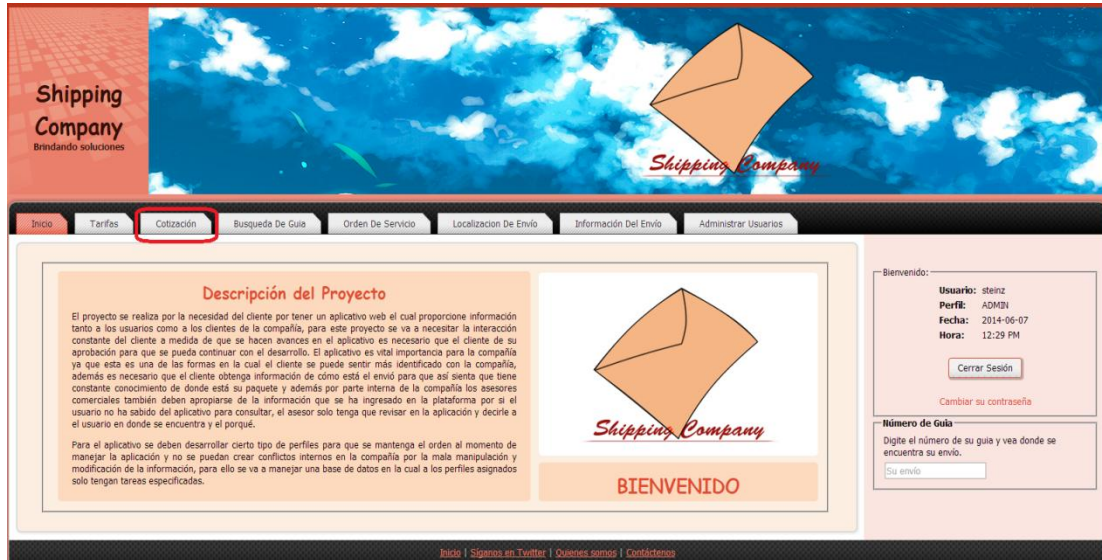 Shipping
Company
Brindando soluciones
Shipping Company
Inicio
Tarifas
Cotización
Busqueda De Guia
Orden De Servicio
Localizacion De Envío
Información Del Envío
Administrar Usuarios
Descripción del Proyecto
El proyecto se realiza por la necesidad del cliente por tener un aplicativo web el cual proporcione información
tanto a los usuarios como a los clientes de la compañía, para este proyecto se va a necesitar la interacción
constante del cliente a medida de que se hacen avances en el aplicativo es necesario que el cliente de su
aprobación para que se pueda continuar con el desarrollo. El aplicativo es vital importancia para la compañía
ya que esta es una de las formas en la cual el cliente se puede sentir más identificado con la compañía,
además es necesario que el cliente obtenga información de cómo está el envió para que así sienta que tiene
constante conocimiento de donde está su paquete y además por parte interna de la compañía los asesores
comerciales también deben apropiarse de la información que se ha ingresado en la plataforma por si el
usuario no ha sabido del aplicativo para consultar, el asesor solo tenga que revisar en la aplicación y decirle a
el usuario en donde se encuentra y el porqué.
Para el aplicativo se deben desarrollar cierto tipo de perfiles para que se mantenga el orden al momento de
manejar la aplicación y no se puedan crear conflictos internos en la compañía por la mala manipulación y
modificación de la información, para ello se va a manejar una base de datos en la cual a los perfiles asignados
solo tengan tareas especificadas.
Shipping Company
BIENVENIDO
Bienvenido:
Usuario: steinz
Perfil: ADMIN
Fecha: 2014-06-07
Hora: 12:29 PM
Cerrar Sesión
Cambiar su contraseña
Número de Guia
Digite el número de su guia y vea donde se
encuentra su envío.
Su envío
Inicio | Síganos en Twitter | Quienes somos | Contáctenos